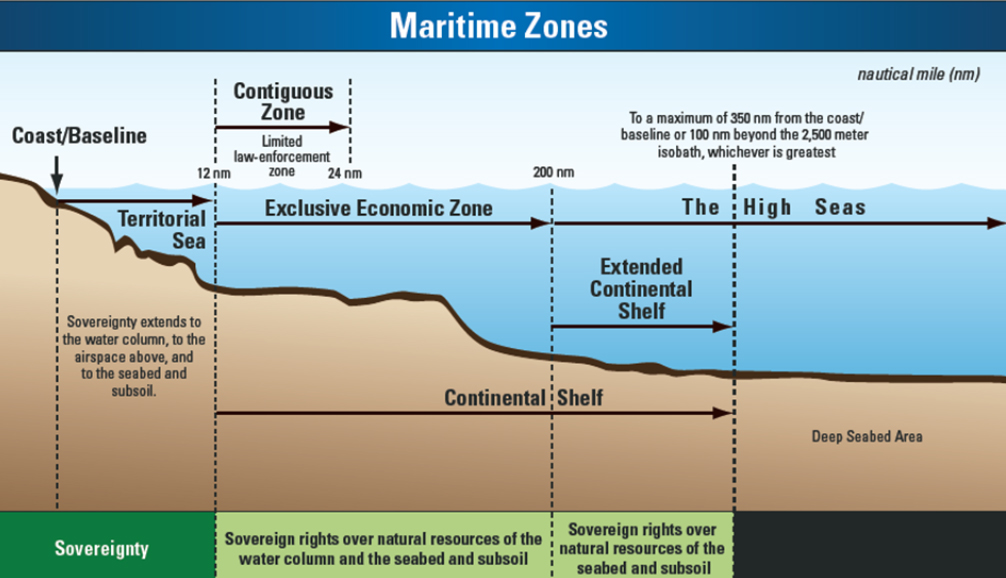 Maritime Zones
nautical mile (nm)
Contiguous
Zone
Limited
law-enforcement
zone
Coast/Baseline
To a maximum of 350 nm from the coast/
baseline or 100 nm beyond the 2,500 meter
isobath, whichever is greatest
12 nm
24 nm
200 nm
Territorial
Sea
Exclusive Economic Zone
The High Seas
Extended
Continental
Shelf
Sovereignty extends to
the water column, to the
airspace above, and
to the seabed and
subsoil.
Continental Shelf
Deep Seabed Area
Sovereignty
Sovereign rights over natural resources of the
water column and the seabed and subsoil
Sovereign rights over
natural resources of the
seabed and subsoil